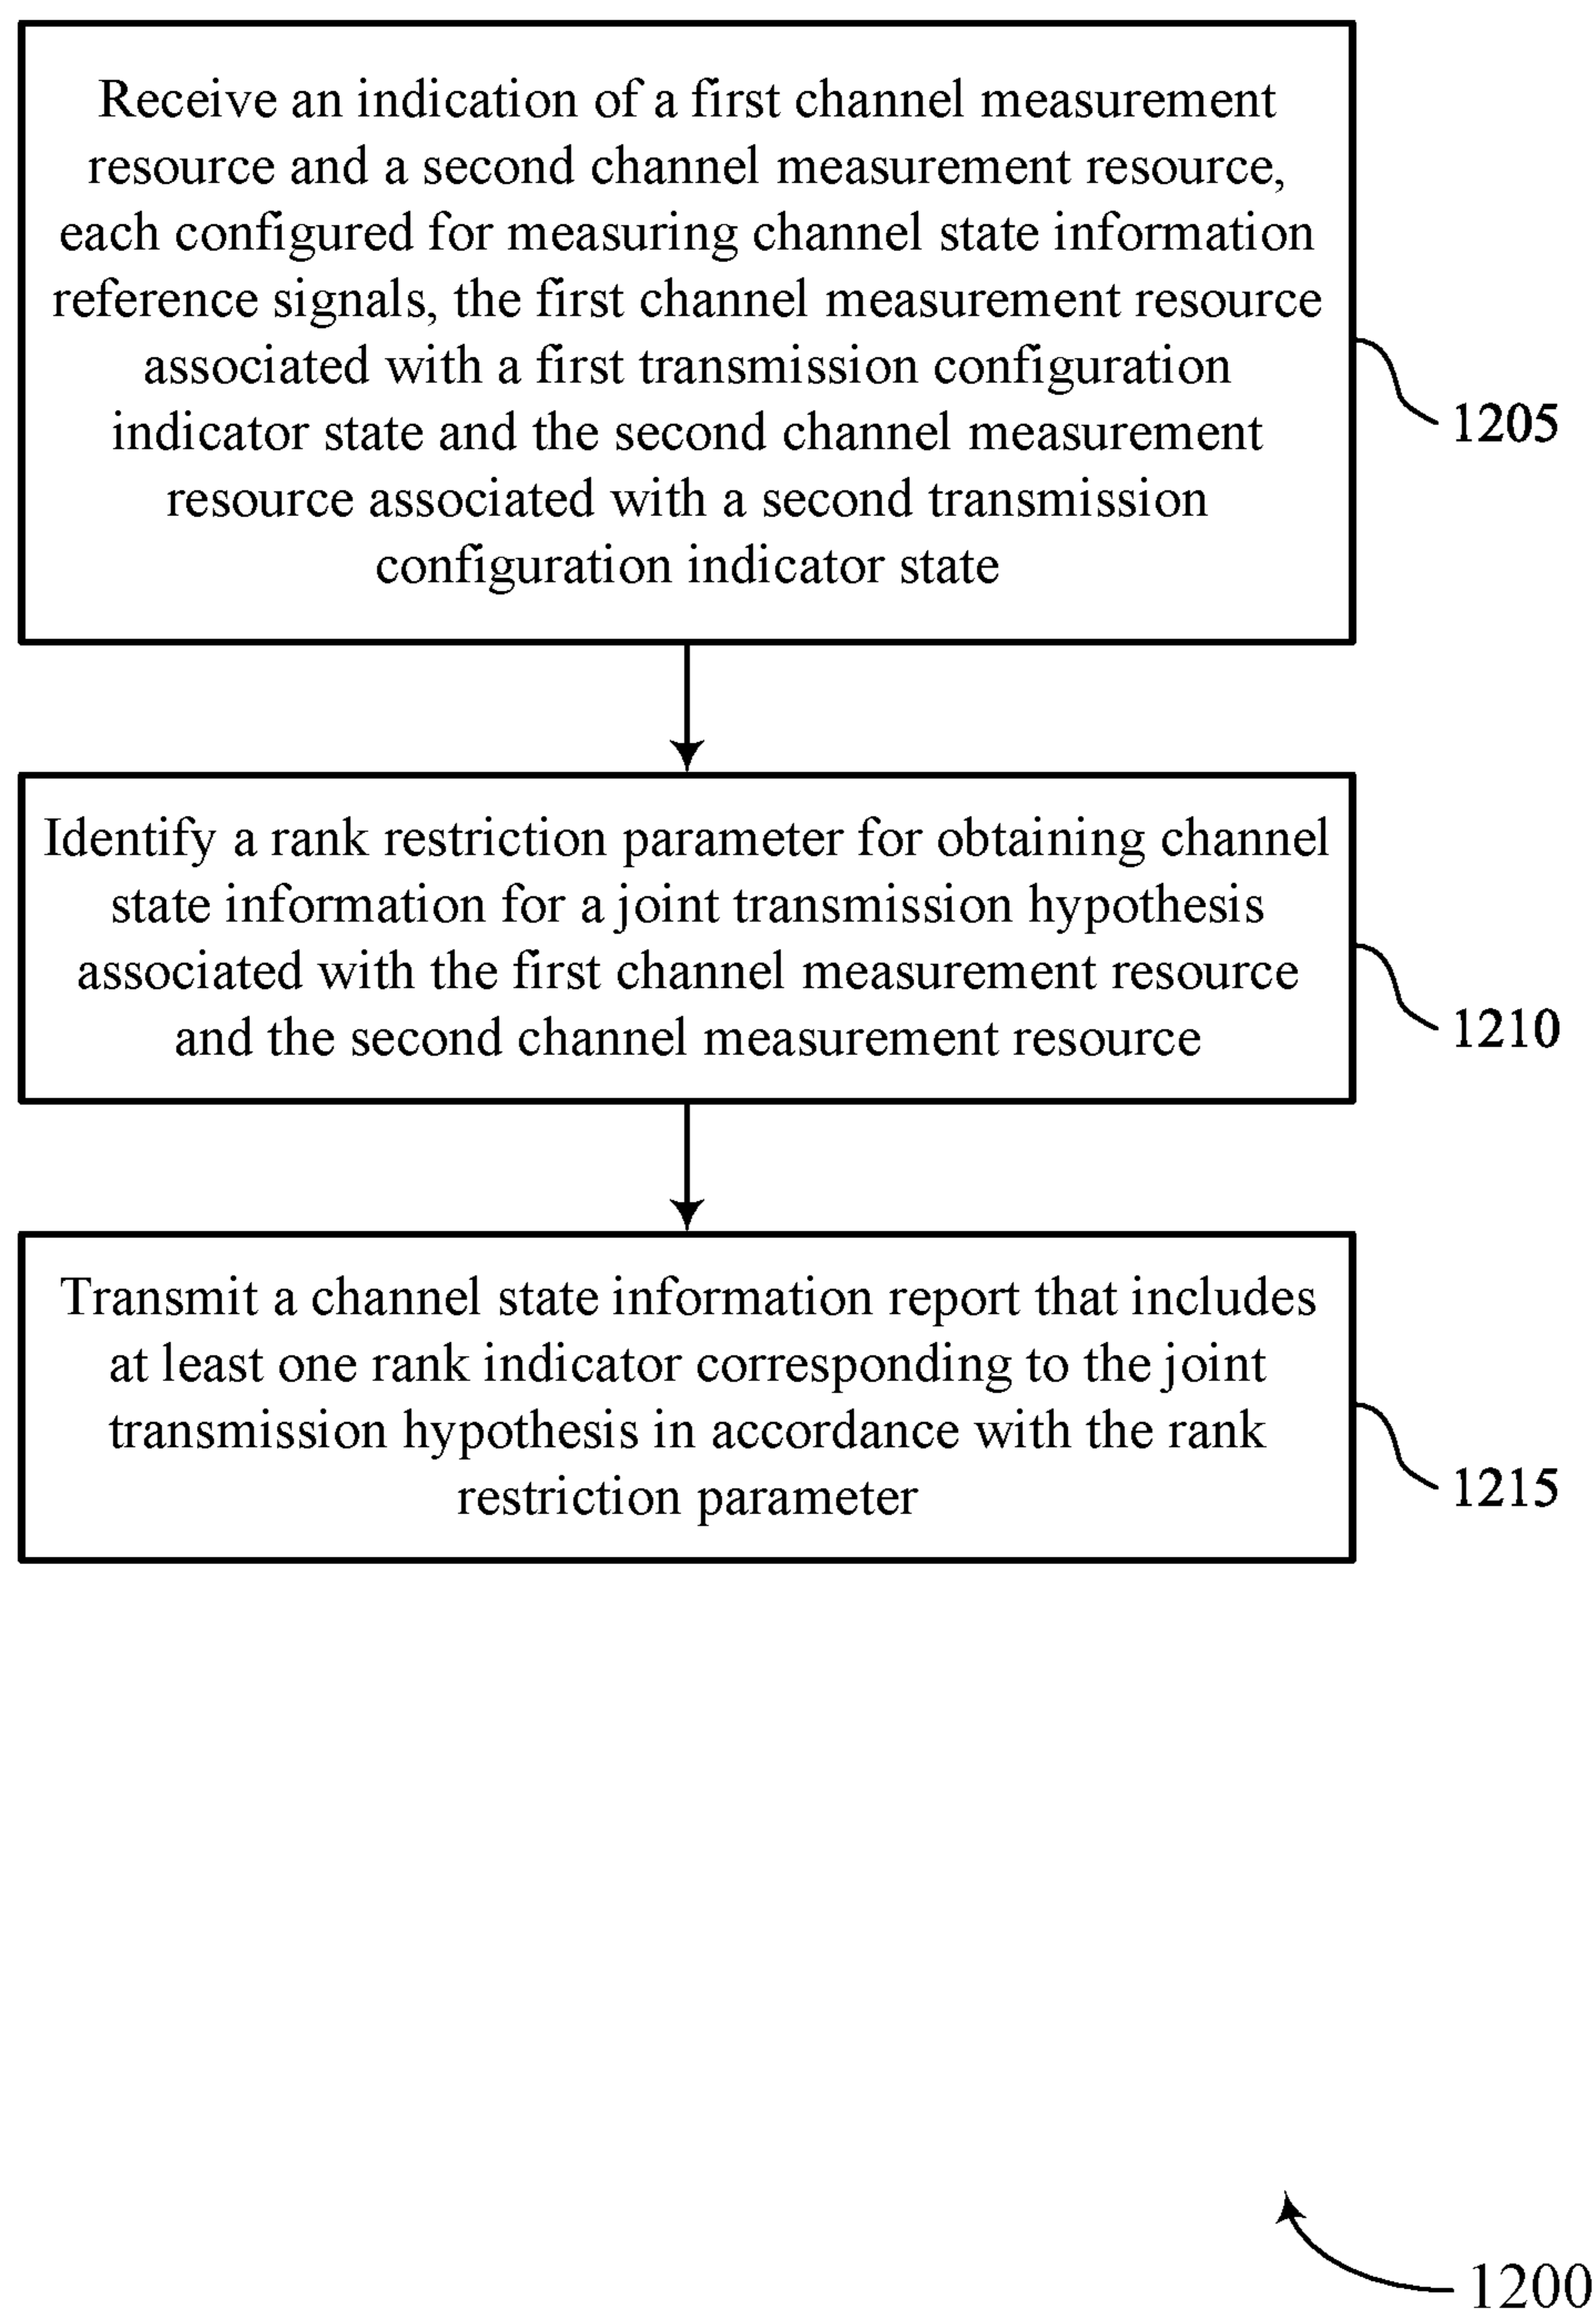 Receive an indication of a first channel measurement
resource and a second channel measurement resource,
each configured for measuring channel state information
reference signals, the first channel measurement resource
associated with a first transmission configuration
indicator state and the second channel measurement
resource associated with a second transmission
configuration indicator state
1205
Identify a rank restriction parameter for obtaining channel
state information for a joint transmission hypothesis
associated with the first channel measurement resource
and the second channel measurement resource
1210
Transmit a channel state information report that includes
at least one rank indicator corresponding to the joint
transmission hypothesis in accordance with the rank
restriction parameter
1215
1200